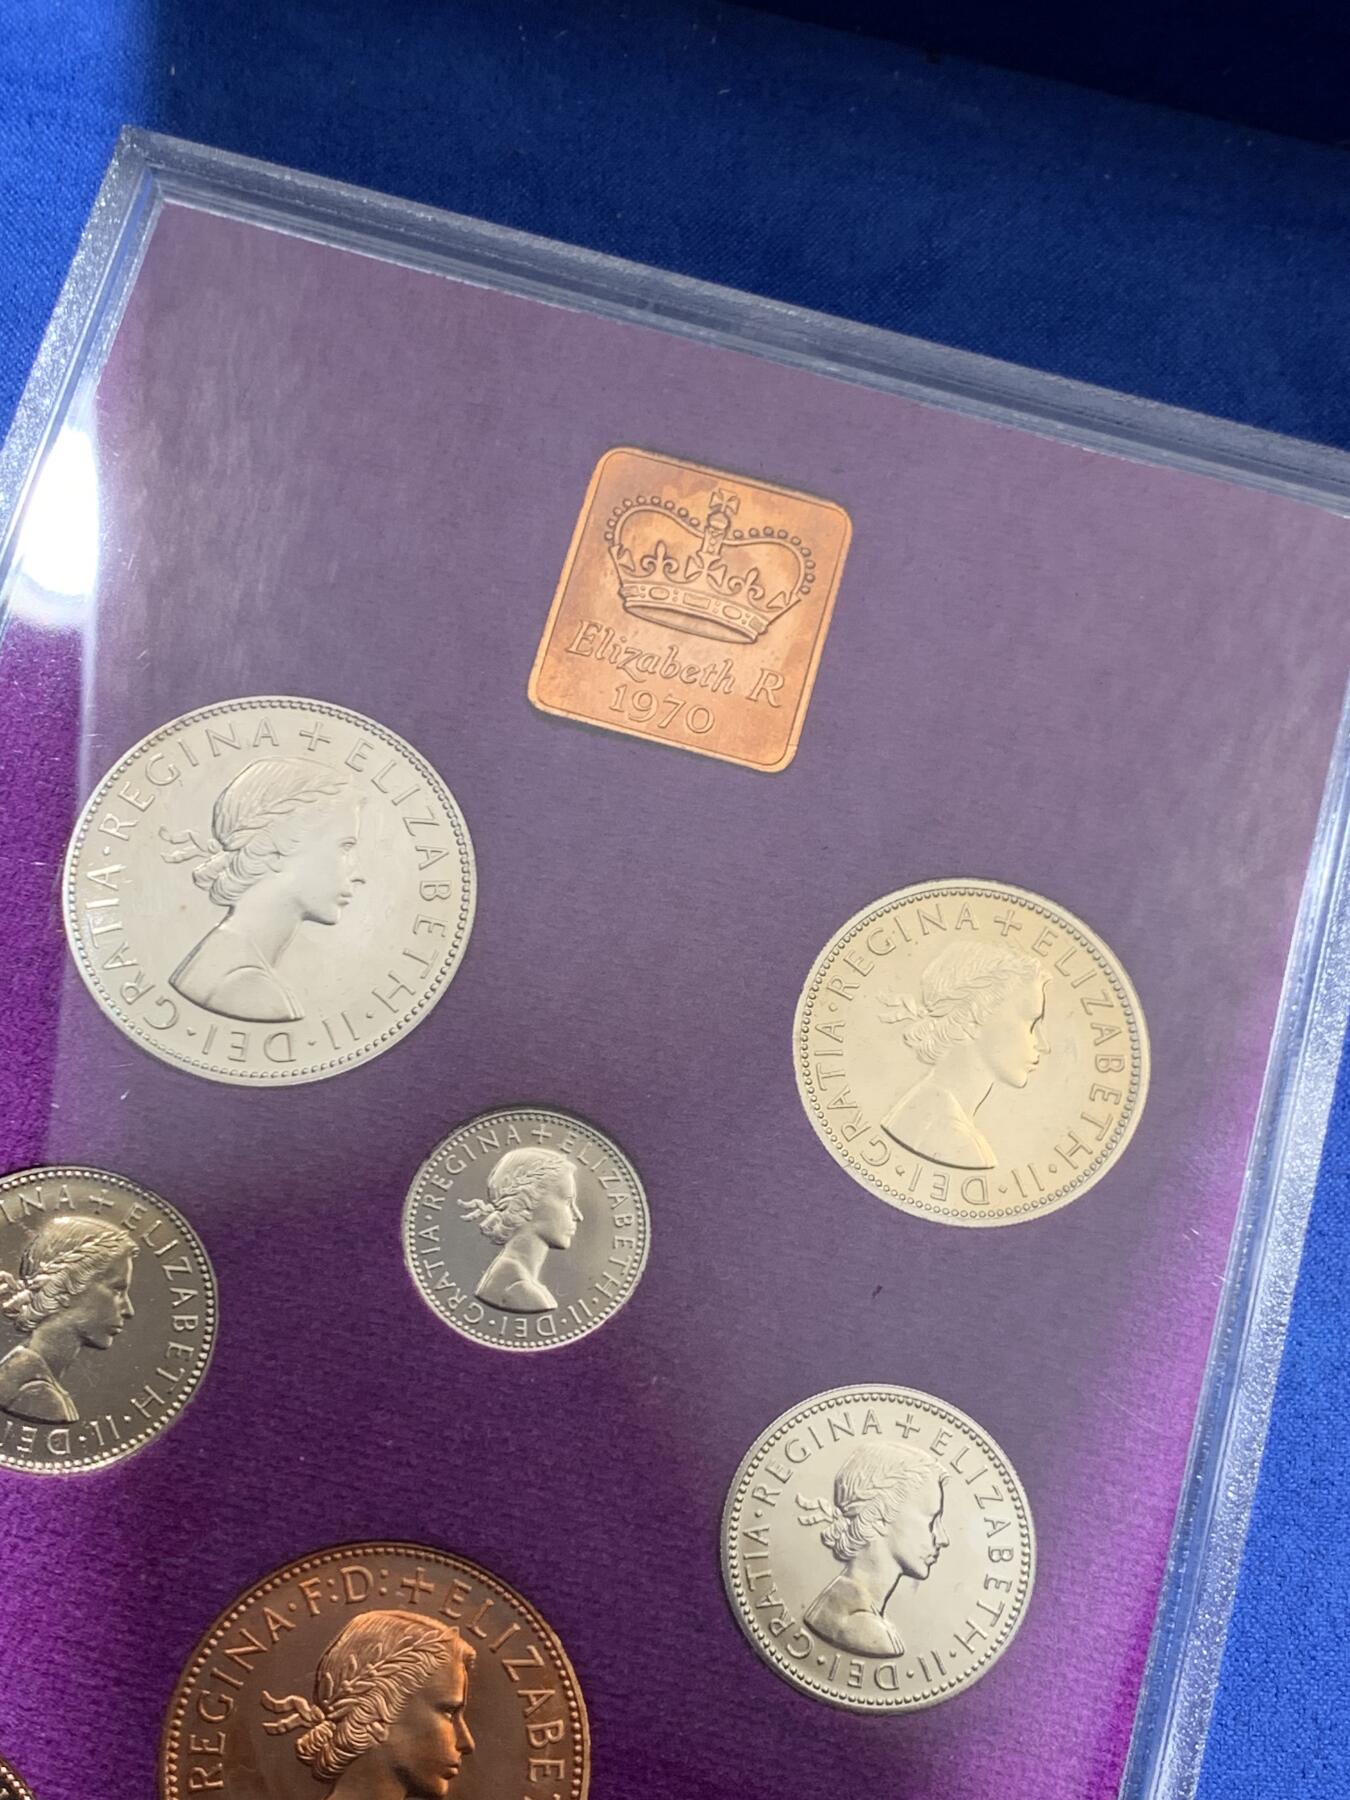 Elizabeth R
1970
+ ELIZABETH · II · DEI · GRATIA · REGINA
+ ELIZABETH · II · DEI · GRATIA · REGINA
+ ELIZABETH · II · DEI · GRATIA · REGINA
INA + ELIZABETH · II · DEI
+ ELIZABETH · II · DEI · GRATIA · REGINA
REGINA · F : D : + ELIZABE